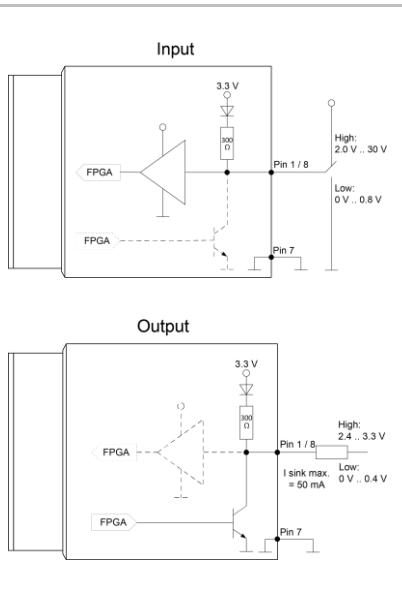 Input
3.3 V
300
Ω
High:
2.0 V .. 30 V
Pin 1 / 8
FPGA
Low:
0 V .. 0.8 V
FPGA
Pin 7
Output
3.3 V
300
Ω
High:
2.4 .. 3.3 V
Pin 1 / 8
FPGA
I sink max.
= 50 mA
Low:
0 V .. 0.4 V
FPGA
Pin 7